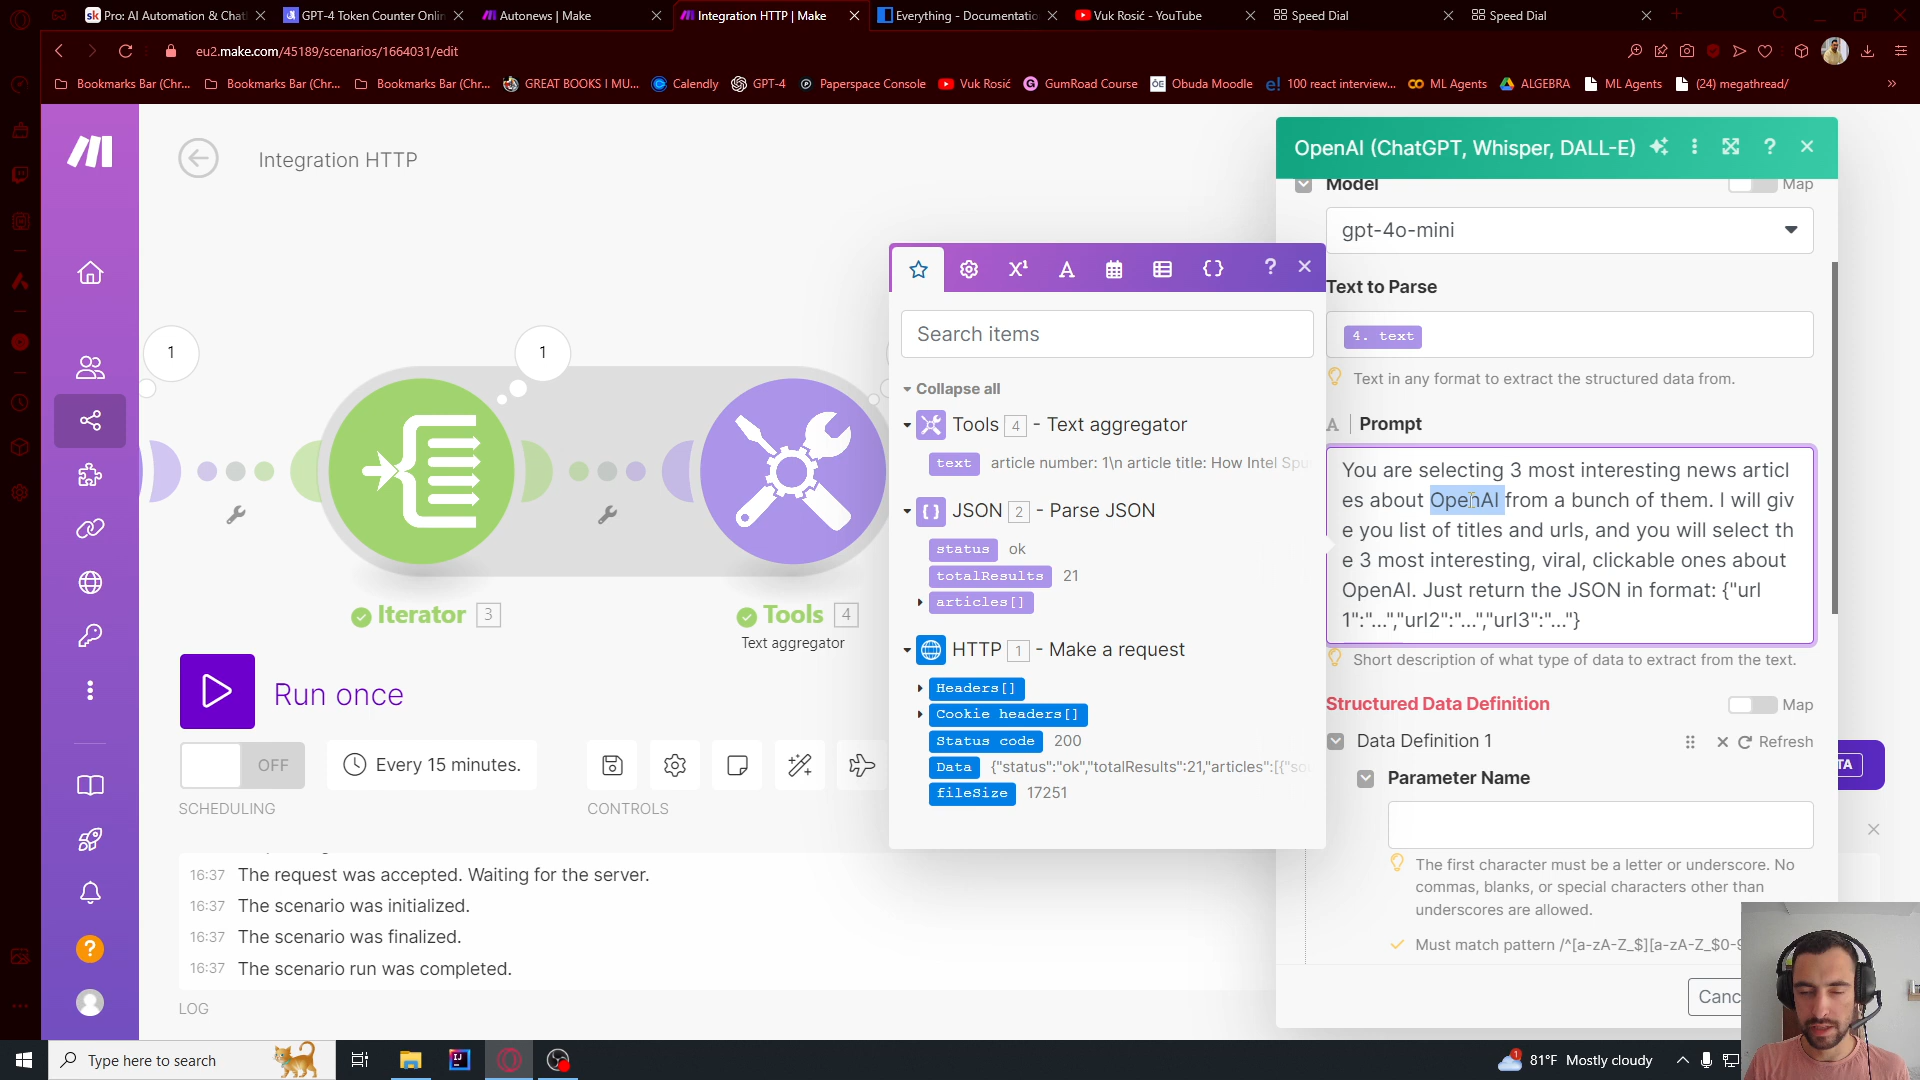 Pro: AI Automation & Chat
GPT-4 Token Counter Onlin
Autonews | Make
Integration HTTP | Make
Everything - Documentatio
Vuk Rosić - YouTube
Speed Dial
Speed Dial
eu2.make.com/45189/scenarios/1664031/edit
Bookmarks Bar (Chr...
Bookmarks Bar (Chr...
Bookmarks Bar (Chr...
GREAT BOOKS I MU...
Calendly
GPT-4
Paperspace Console
Vuk Rosić
GumRoad Course
Obuda Moodle
100 react interview...
ML Agents
ALGEBRA
ML Agents
(24) megathread/
Integration HTTP
1
1
Iterator 3
Tools 4
Text aggregator
Run once
OFF
Every 15 minutes.
SCHEDULING
CONTROLS
16:37 The request was accepted. Waiting for the server.
16:37 The scenario was initialized.
16:37 The scenario was finalized.
16:37 The scenario run was completed.
LOG
Search items
Collapse all
Tools 4 - Text aggregator
text article number: 1\n article title: How Intel Spu
JSON 2 - Parse JSON
status ok
totalResults 21
articles[]
HTTP 1 - Make a request
Headers[]
Cookie headers[]
Status code 200
Data {"status":"ok","totalResults":21,"articles":[{"so
fileSize 17251
OpenAI (ChatGPT, Whisper, DALL-E)
Model
Map
gpt-4o-mini
Text to Parse
4. text
Text in any format to extract the structured data from.
A Prompt
You are selecting 3 most interesting news articl
es about OpenAI from a bunch of them. I will giv
e you list of titles and urls, and you will select th
e 3 most interesting, viral, clickable ones about
OpenAI. Just return the JSON in format: {"url
1":"...","url2":"...","url3":"..."}
Short description of what type of data to extract from the text.
Structured Data Definition
Map
Data Definition 1
Refresh
Parameter Name
The first character must be a letter or underscore. No
commas, blanks, or special characters other than
underscores are allowed.
Must match pattern /^[a-zA-Z_$][a-zA-Z_$0-9
Canc
TA
Type here to search
1
81°F Mostly cloudy